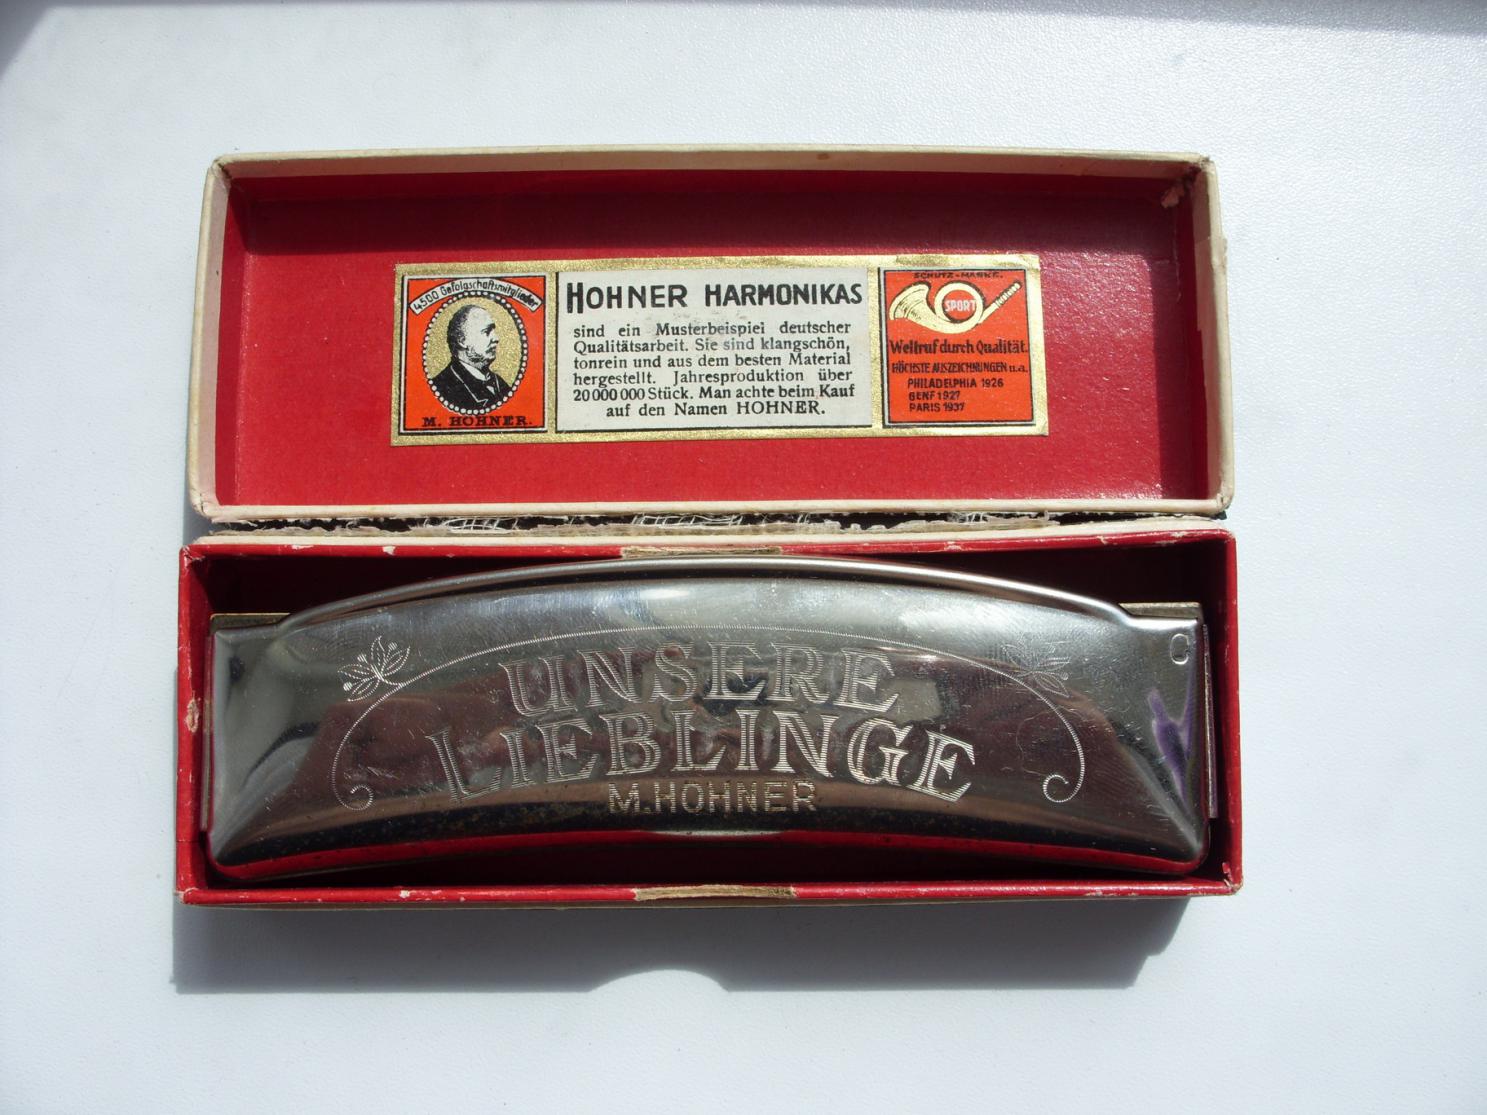 4500 Gefolgschaftsmitglieder
M. HOHNER.
HOHNER HARMONIKAS
sind ein Musterbeispiel deutscher
Qualitätsarbeit. Sie sind klangschön,
tonrein und aus dem besten Material
hergestellt. Jahresproduktion über
20 000 000 Stück. Man achte beim Kauf
auf den Namen HOHNER.
SCHUTZ-MARKE.
SPORT
Weltruf durch Qualität.
HÖCHSTE AUSZEICHNUNGEN u.a.
PHILADELPHIA 1926
GENF 1927
PARIS 1937
C
UNSERE
LIEBLINGE
M. HOHNER